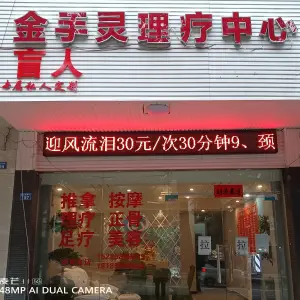 金手灵理疗中心
盲人
迎风流泪30元/次30分钟9、颈
推拿 按摩
理疗 正骨
足疗 美容
拉 拉
48MP AI DUAL CAMERA